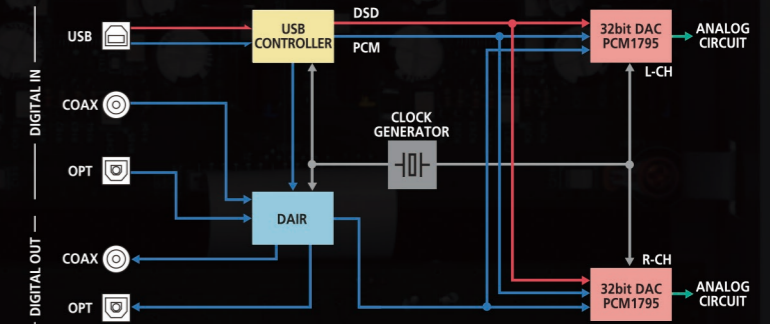 DIGITAL IN
USB
COAX
OPT
DIGITAL OUT
COAX
OPT
USB
CONTROLLER
DSD
PCM
CLOCK
GENERATOR
DAIR
32bit DAC
PCM1795
L-CH
ANALOG
CIRCUIT
R-CH
32bit DAC
PCM1795
ANALOG
CIRCUIT